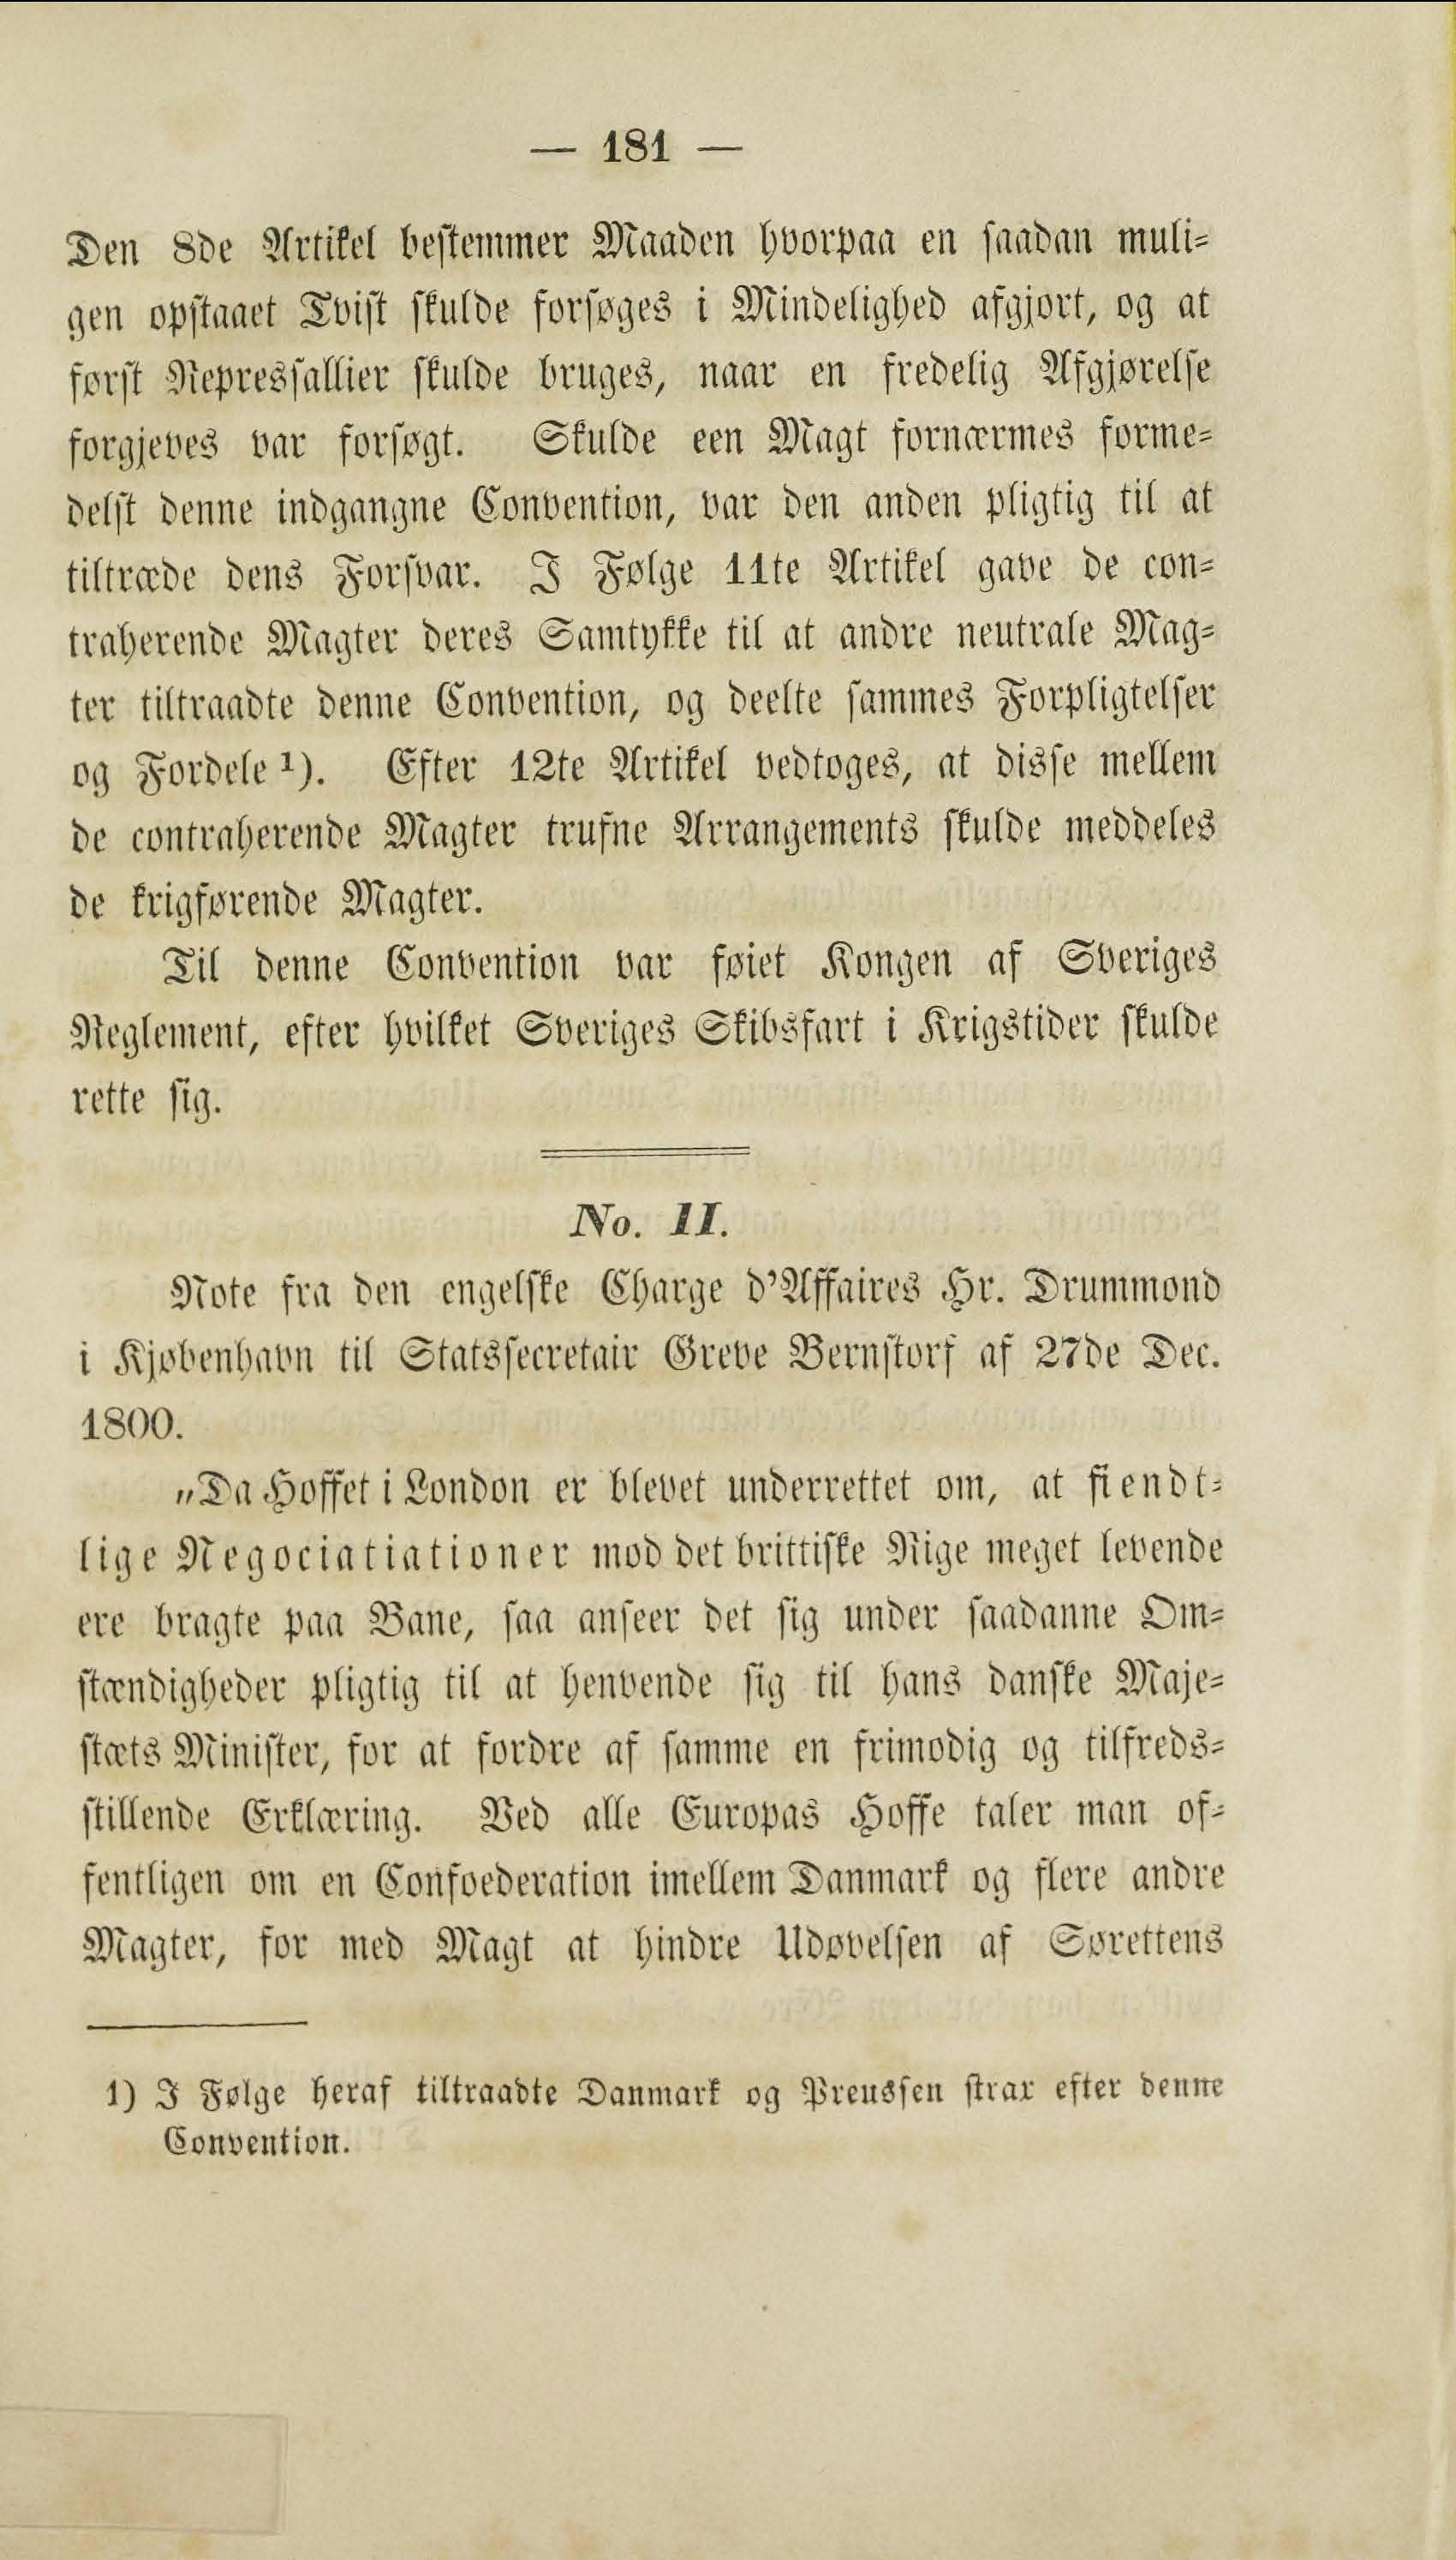 — 181 —
Den 8de Artikel bestemmer Maaden hvorpaa en saadan muli-
gen opstaaet Tvist skulde forsøges i Mindelighed afgjort, og at
først Repressallier skulde bruges, naar en fredelig Afgjørelse
forgjeves var forsøgt. Skulde een Magt fornærmes forme-
delst denne indgangne Convention, var den anden pligtig til at
tiltræde dens Forsvar. I Følge 11te Artikel gave de con-
traherende Magter deres Samtykke til at andre neutrale Mag-
ter tiltraadte denne Convention, og deelte sammes Forpligtelser
og Fordele ¹). Efter 12te Artikel vedtoges, at disse mellem
de contraherende Magter trufne Arrangements skulde meddeles
de krigførende Magter.
Til denne Convention var føiet Kongen af Sveriges
Reglement, efter hvilket Sveriges Skibsfart i Krigstider skulde
rette sig.
No. II.
Note fra den engelske Charge d'Affaires Hr. Drummond
i Kjøbenhavn til Statssecretair Greve Bernstorf af 27de Dec.
1800.
„Da Hoffet i London er blevet underrettet om, at fiendt-
lige Negociatiationer mod det brittiske Rige meget levende
ere bragte paa Bane, saa anseer det sig under saadanne Om-
stændigheder pligtig til at henvende sig til hans danske Maje-
stæts Minister, for at fordre af samme en frimodig og tilfreds-
stillende Erklæring. Ved alle Europas Hoffe taler man of-
fentligen om en Confoederation imellem Danmark og flere andre
Magter, for med Magt at hindre Udøvelsen af Sørettens
1) I Følge heraf tiltraadte Danmark og Preussen strax efter denne
Convention.